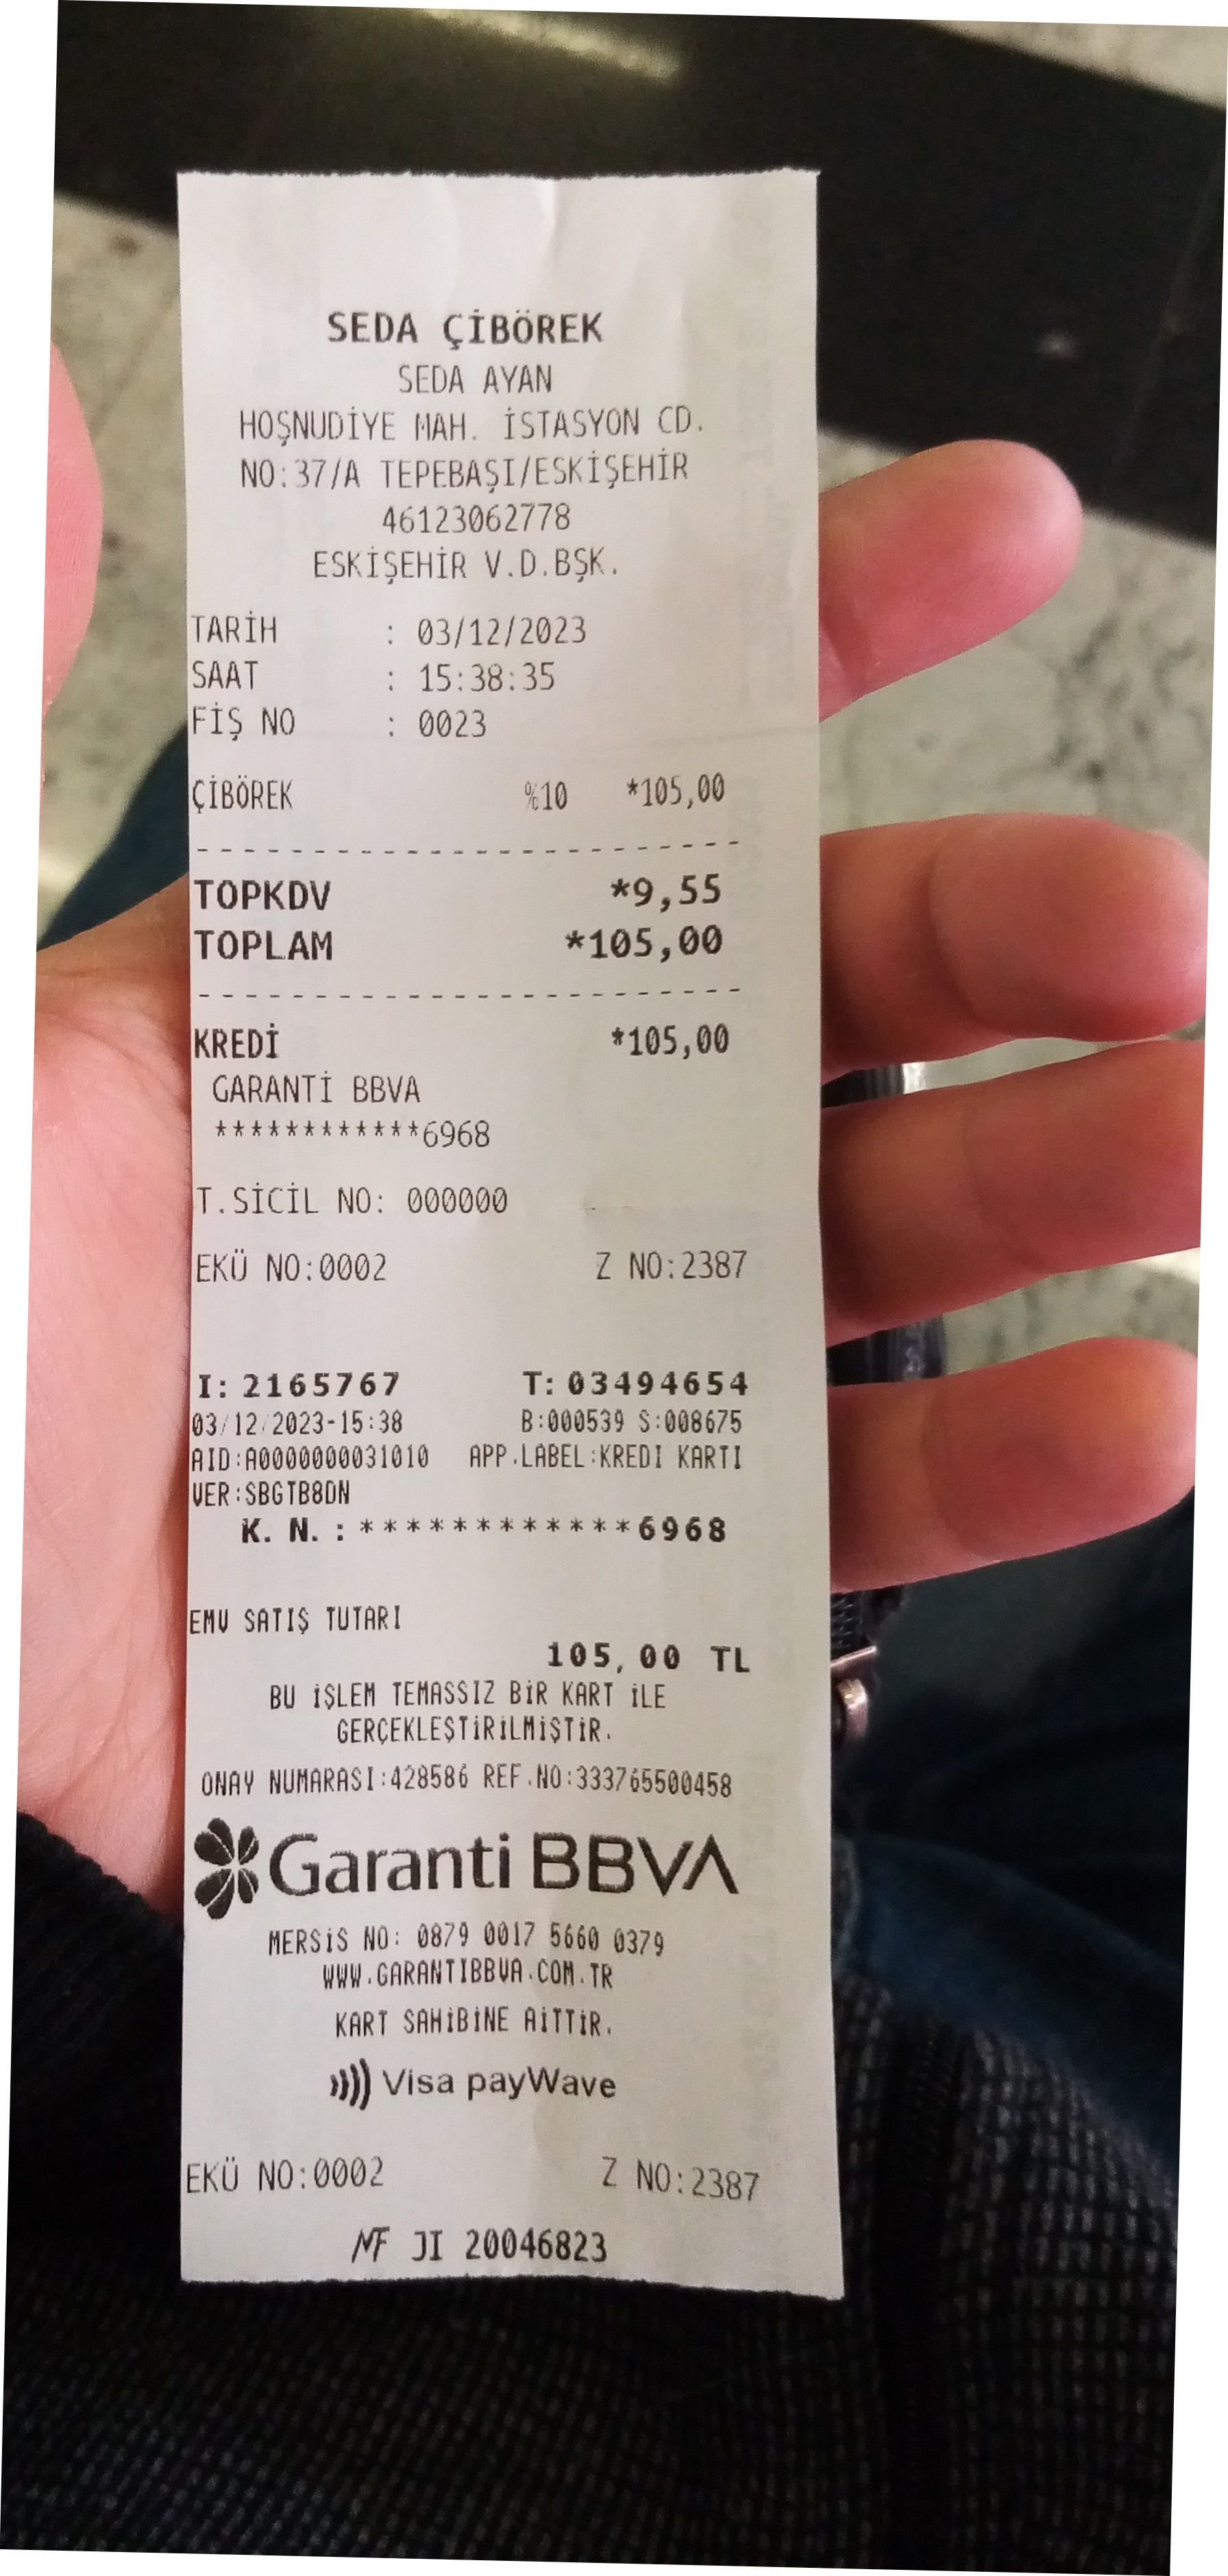 SEDA ÇİBÖREK
SEDA AYAN
HOŞNUDİYE MAH. İSTASYON CD.
NO:37/A TEPEBAŞI/ESKİŞEHİR
46123062778
ESKİŞEHİR V.D.BŞK.
TARİH : 03/12/2023
SAAT : 15:38:35
FİŞ NO : 0023
ÇİBÖREK %10 *105,00
------------------------
TOPKDV *9,55
TOPLAM *105,00
------------------------
KREDİ *105,00
GARANTİ BBVA
************6968
T.SİCİL NO: 000000
EKÜ NO:0002 Z NO:2387
I: 2165767 T: 03494654
03/12/2023-15:38 B:000539 S:008675
AID:A0000000031010 APP.LABEL:KREDI KARTI
VER:SBGTB8DN
K. N. : ************6968
EMV SATIŞ TUTARI
105,00 TL
BU İŞLEM TEMASSIZ BİR KART İLE
GERÇEKLEŞTİRİLMİŞTİR.
ONAY NUMARASI:428586 REF.NO:333765500458
Garanti BBVA
MERSİS NO: 0879 0017 5660 0379
WWW.GARANTIBBVA.COM.TR
KART SAHİBİNE AİTTİR.
Visa payWave
EKÜ NO:0002 Z NO:2387
MF JI 20046823